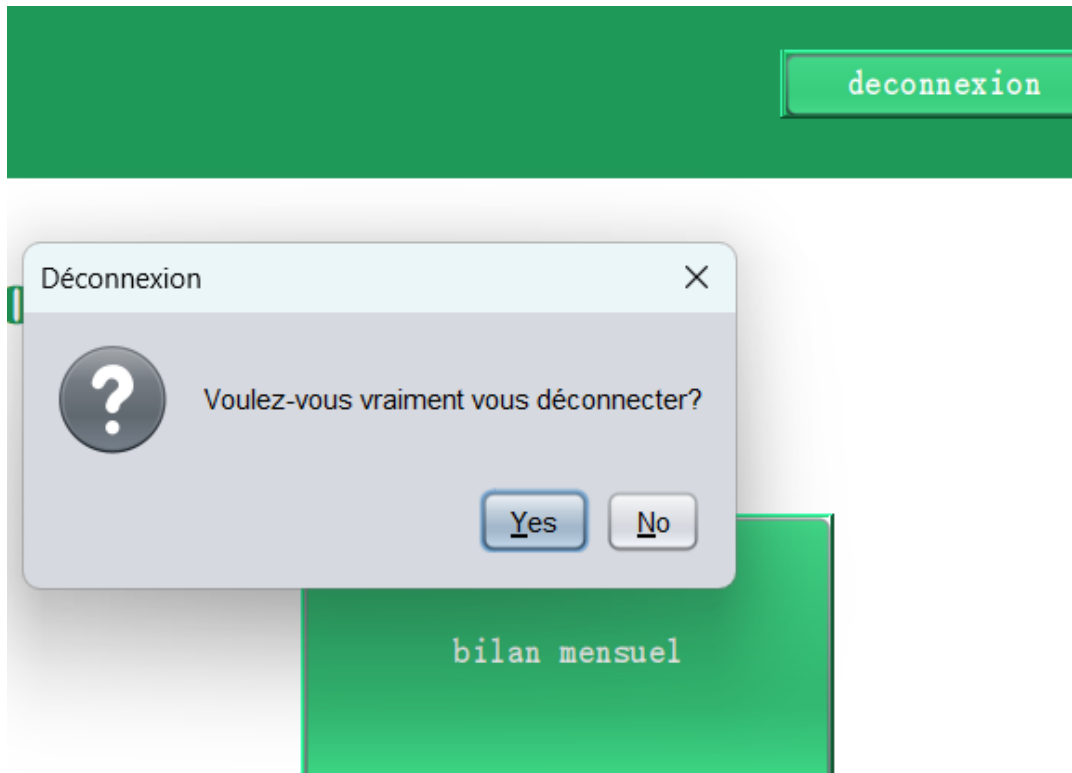 deconnexion
Déconnexion
Voulez-vous vraiment vous déconnecter?
Yes No
bilan mensuel